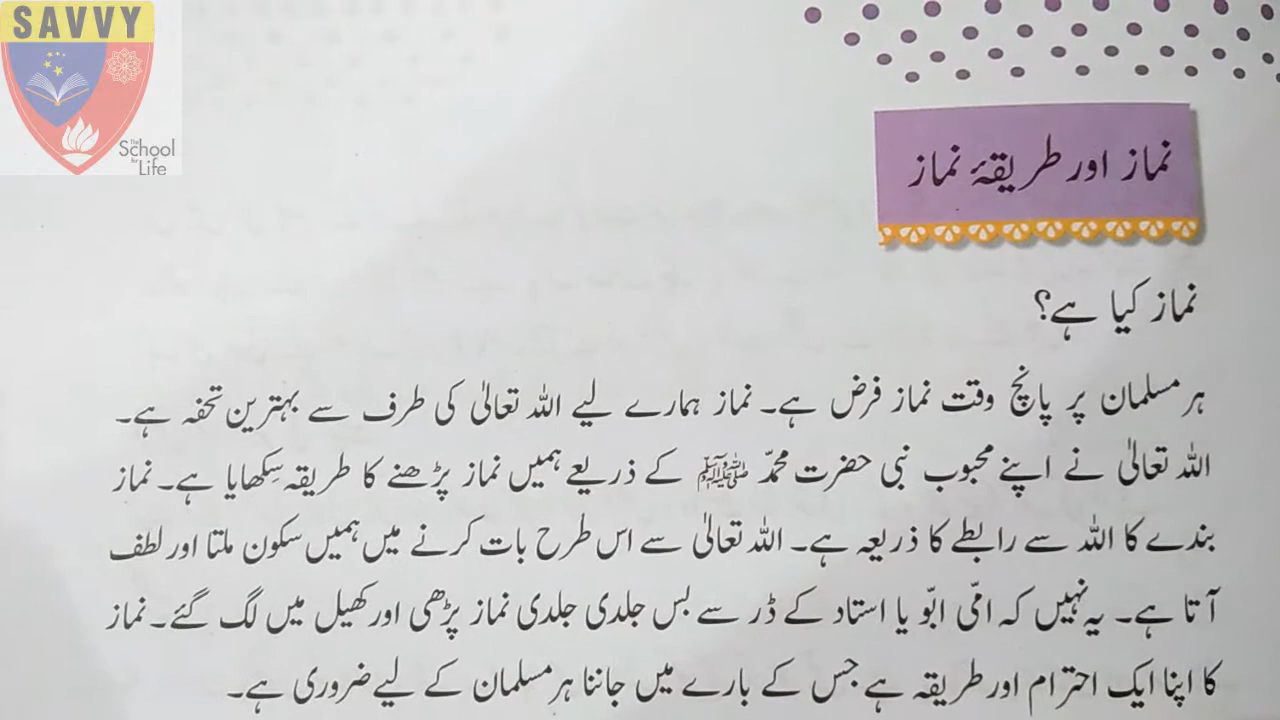 SAVVY
The School for Life
نماز اور طریقۂ نماز
نماز کیا ہے؟
ہر مسلمان پر پانچ وقت نماز فرض ہے۔ نماز ہمارے لیے اللہ تعالیٰ کی طرف سے بہترین تحفہ ہے۔
اللہ تعالیٰ نے اپنے محبوب نبی حضرت محمّد ﷺ کے ذریعے ہمیں نماز پڑھنے کا طریقہ سِکھایا ہے۔ نماز
بندے کا اللہ سے رابطے کا ذریعہ ہے۔ اللہ تعالیٰ سے اس طرح بات کرنے میں ہمیں سکون ملتا اور لطف
آتا ہے۔ یہ نہیں کہ امّی ابّو یا استاد کے ڈر سے بس جلدی جلدی نماز پڑھی اور کھیل میں لگ گئے۔ نماز
کا اپنا ایک احترام اور طریقہ ہے جس کے بارے میں جاننا ہر مسلمان کے لیے ضروری ہے۔